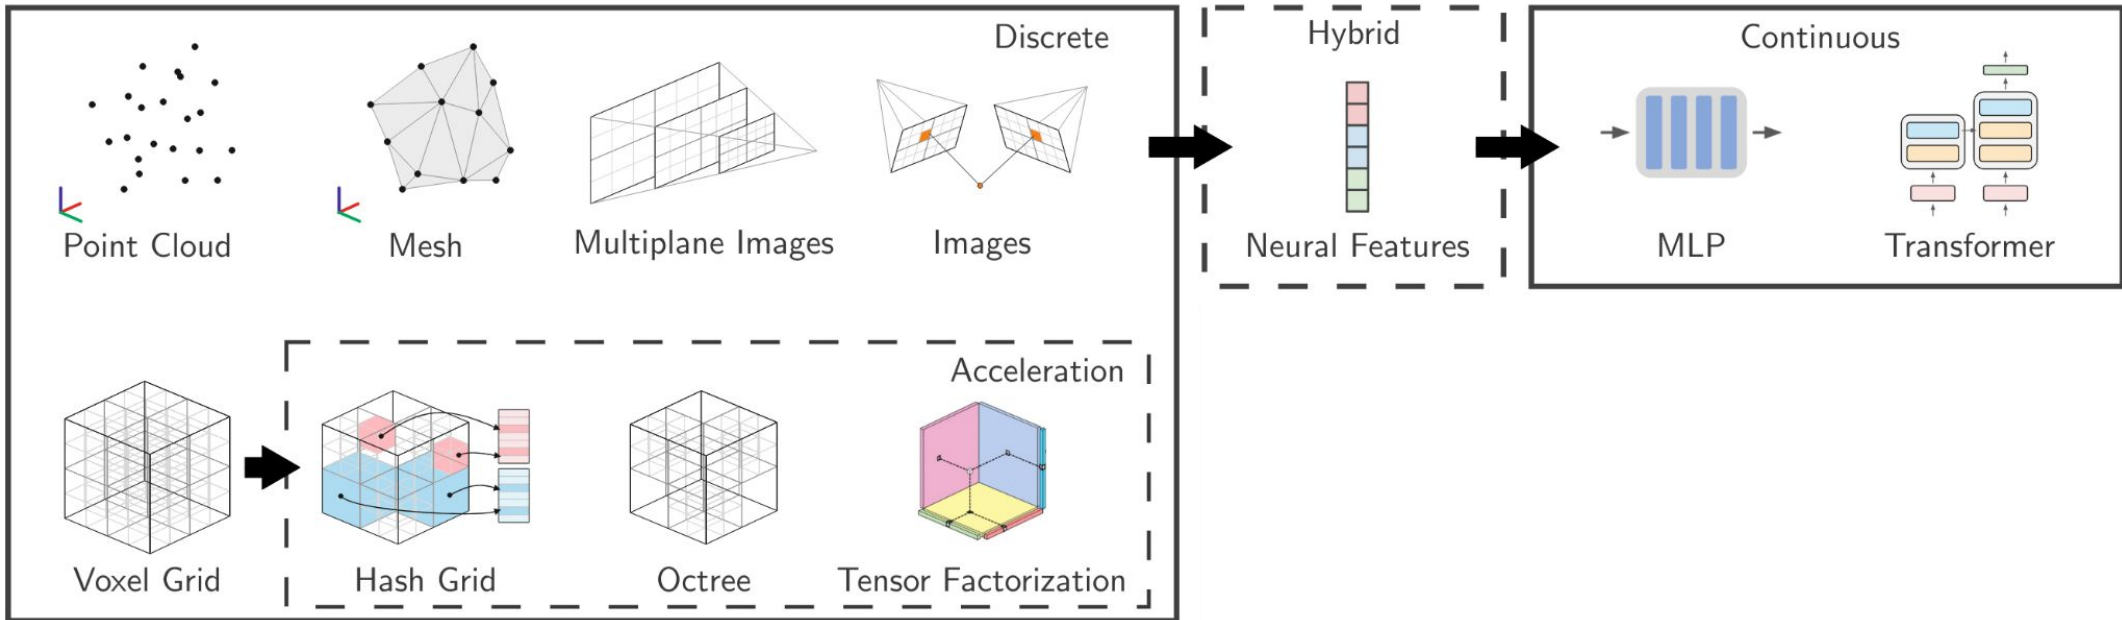 Discrete
Point Cloud
Mesh
Multiplane Images
Images
Hybrid
Neural Features
Continuous
MLP
Transformer
Acceleration
Voxel Grid
Hash Grid
Octree
Tensor Factorization